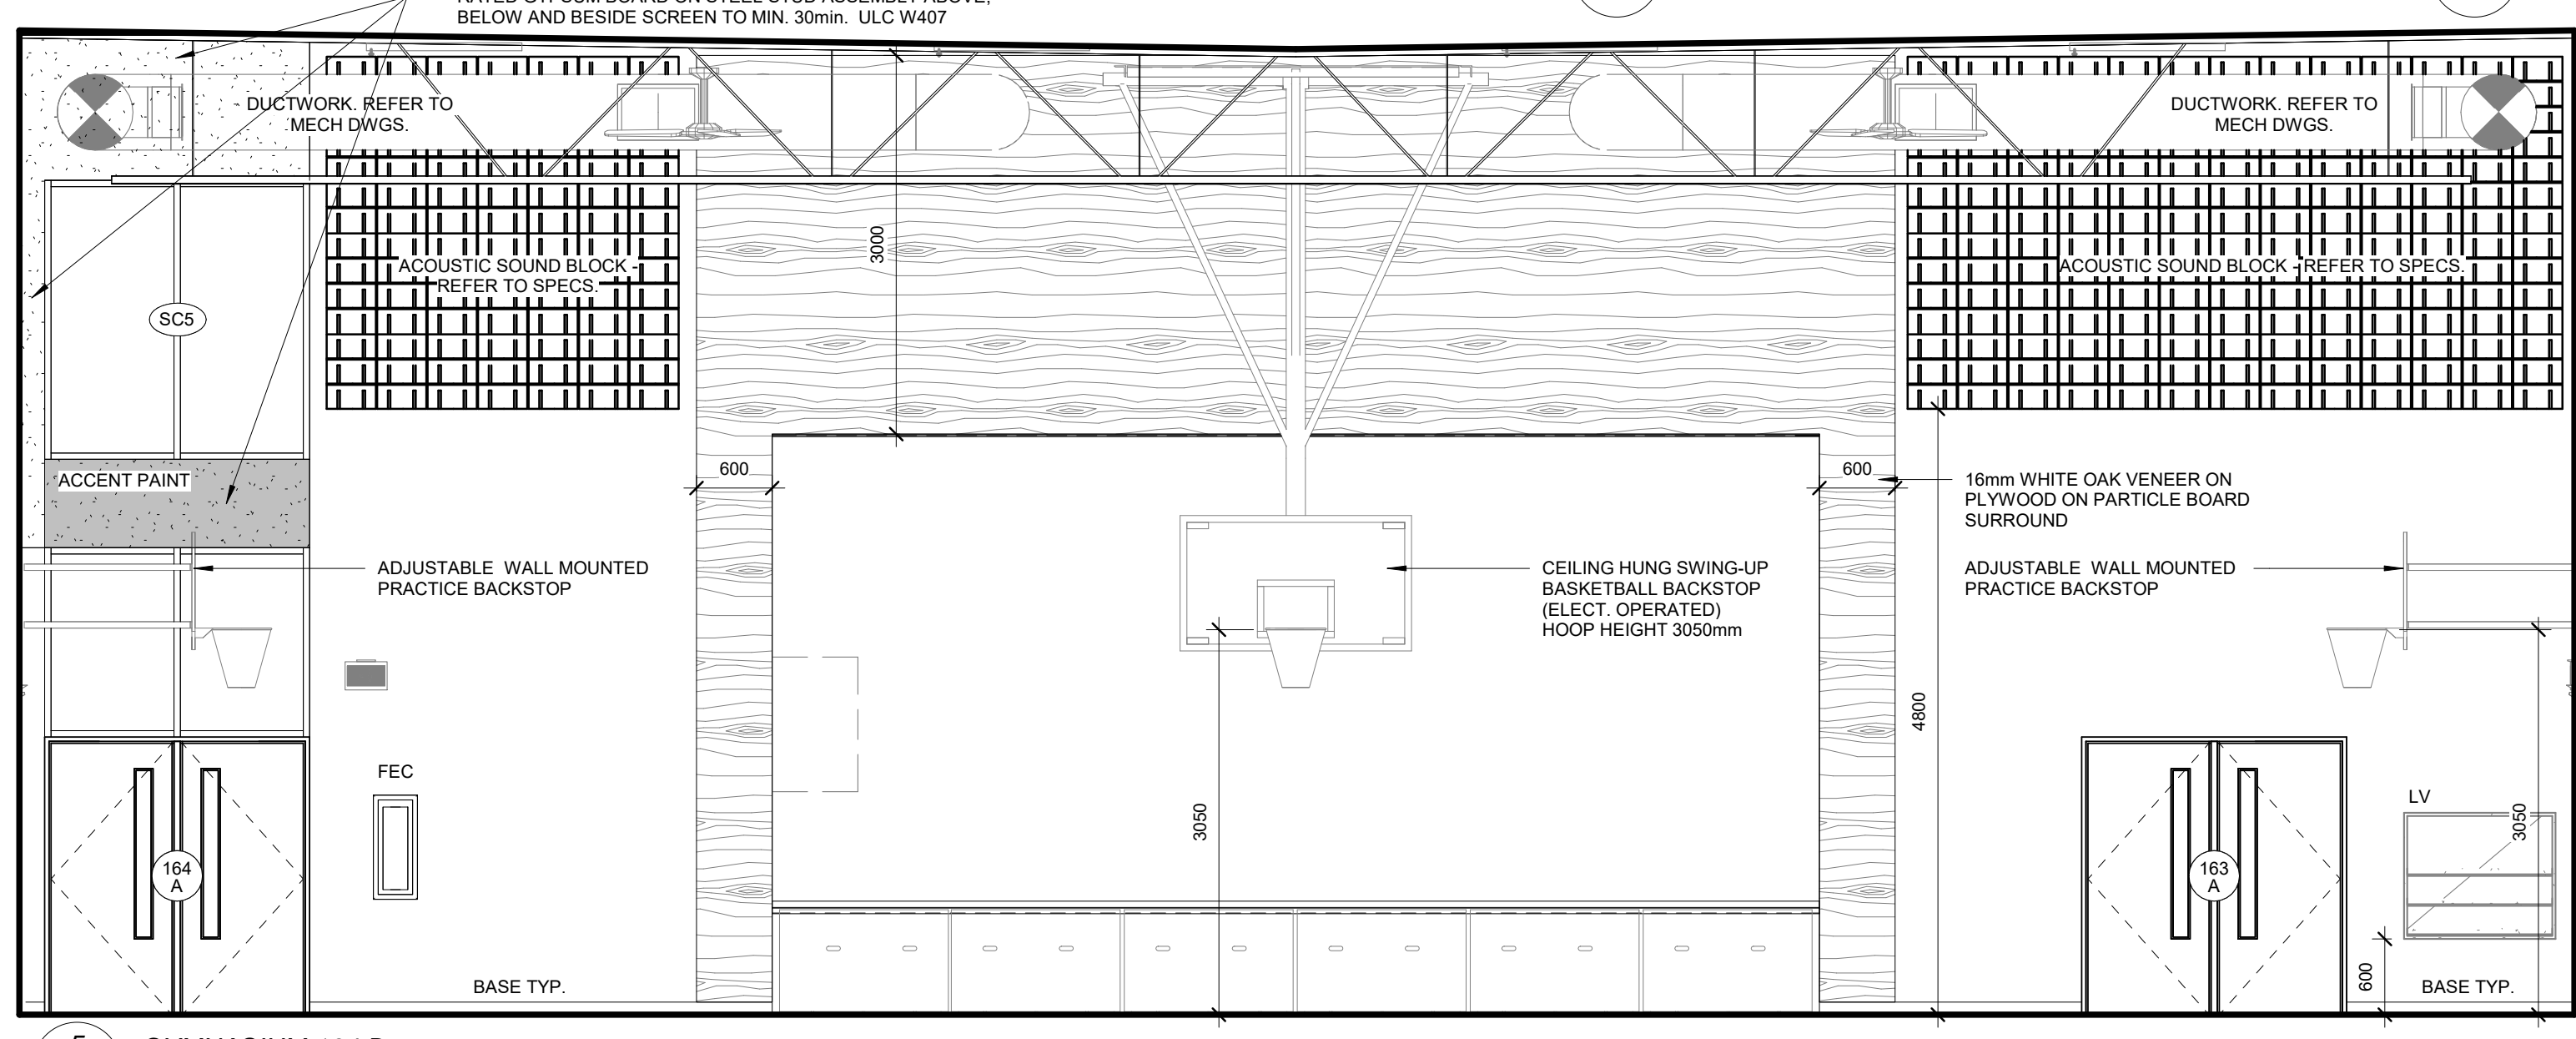 BELOW AND BESIDE SCREEN TO MIN. 30min. ULC W407
DUCTWORK. REFER TO
MECH DWGS.
DUCTWORK. REFER TO
MECH DWGS.
3000
ACOUSTIC SOUND BLOCK -
REFER TO SPECS.
ACOUSTIC SOUND BLOCK - REFER TO SPECS.
SC5
ACCENT PAINT
600
600
16mm WHITE OAK VENEER ON
PLYWOOD ON PARTICLE BOARD
SURROUND
ADJUSTABLE WALL MOUNTED
PRACTICE BACKSTOP
CEILING HUNG SWING-UP
BASKETBALL BACKSTOP
(ELECT. OPERATED)
HOOP HEIGHT 3050mm
ADJUSTABLE WALL MOUNTED
PRACTICE BACKSTOP
4800
FEC
LV
3050
3050
164
A
163
A
600
BASE TYP.
BASE TYP.